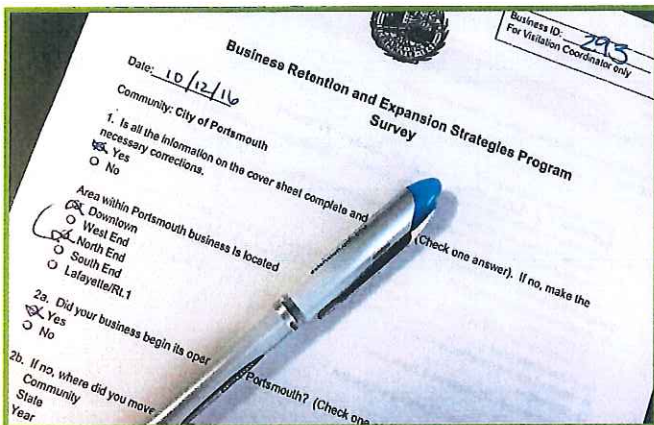 Business ID: 293
For Visitation Coordinator only
Business Retention and Expansion Strategies Program
Survey
Date: 10/12/16
Community: City of Portsmouth
1. Is all the information on the cover sheet complete and (Check one answer). If no, make the
necessary corrections.
Yes
No
Area within Portsmouth business is located
Downtown
West End
North End
South End
Lafayette/Rt.1
2a. Did your business begin its oper Portsmouth? (Check one
Yes
No
2b. If no, where did you move
Community
State
Year